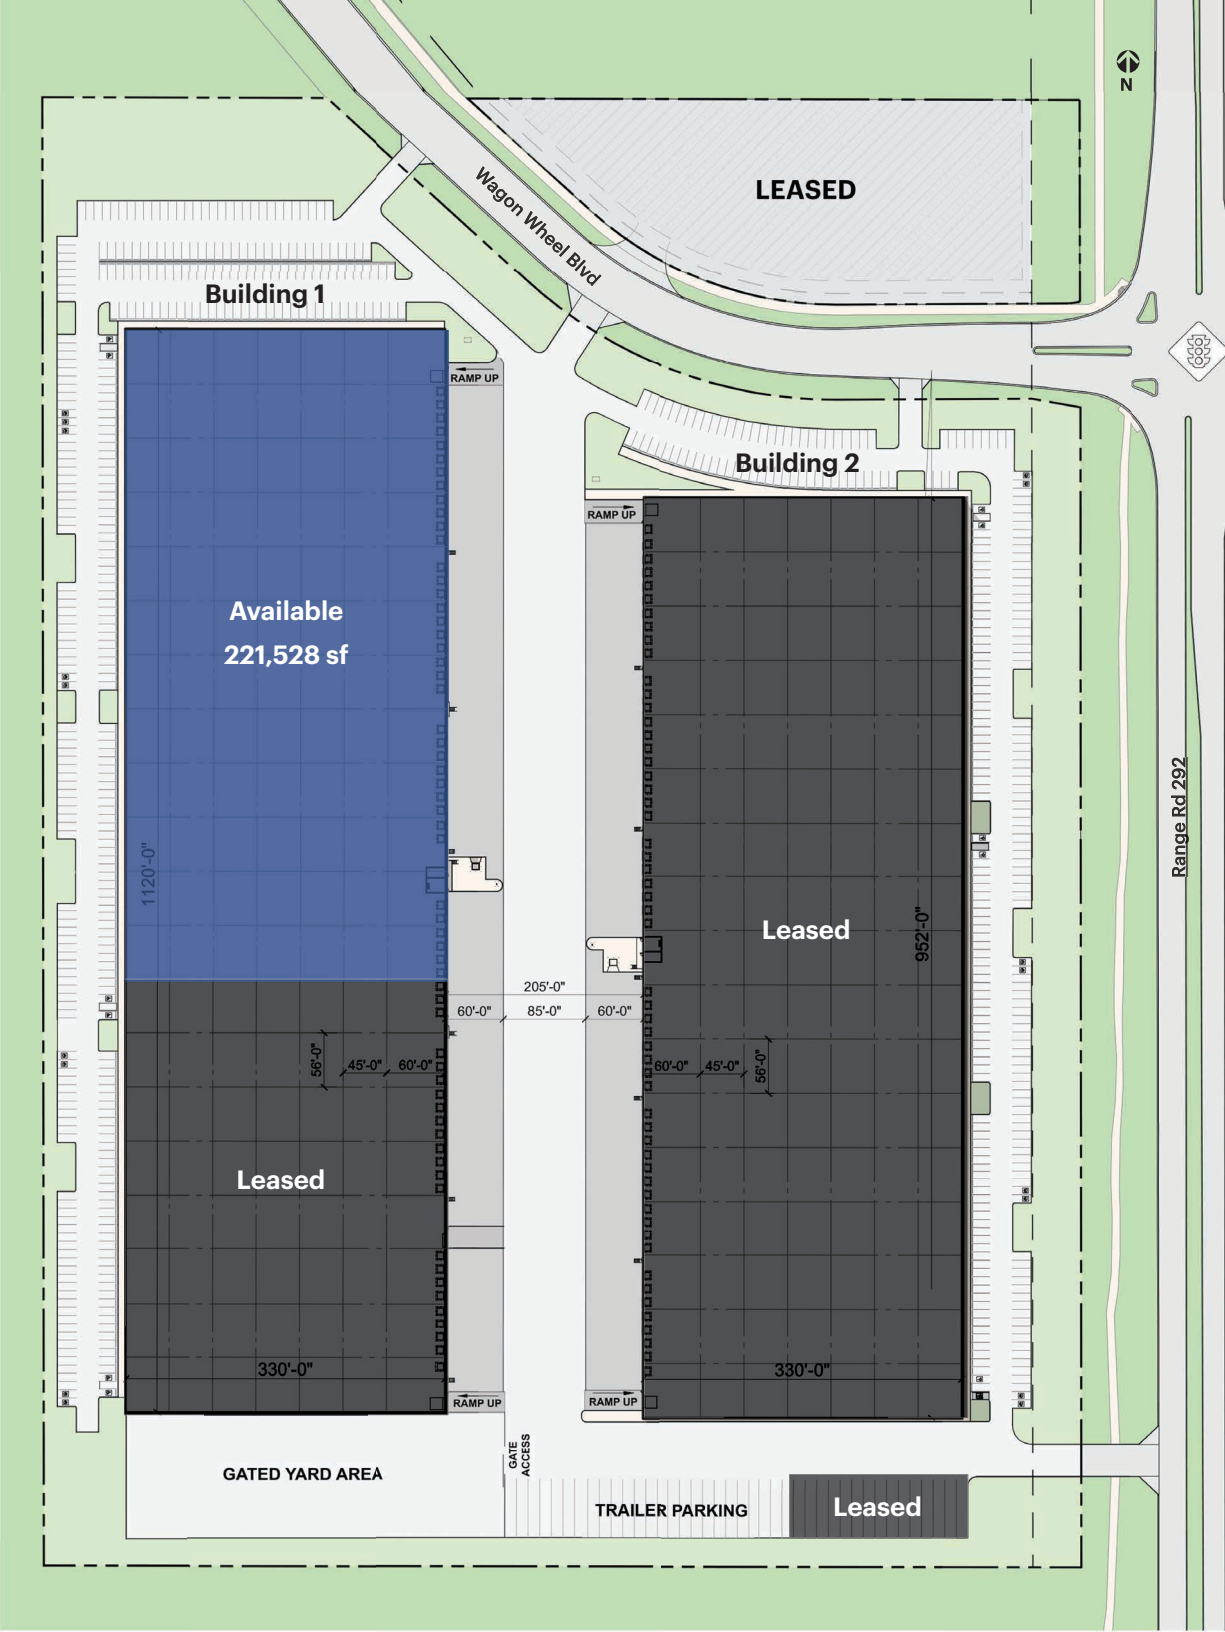 N
LEASED
Wagon Wheel Blvd
Building 1
RAMP UP
Building 2
RAMP UP
Available
221,528 sf
Range Rd 292
1120'-0"
Leased
952'-0"
205'-0"
60'-0"
85'-0"
60'-0"
56'-0"
45'-0"
60'-0"
60'-0"
45'-0"
56'-0"
Leased
330'-0"
330'-0"
RAMP UP
RAMP UP
GATE
ACCESS
GATED YARD AREA
TRAILER PARKING
Leased